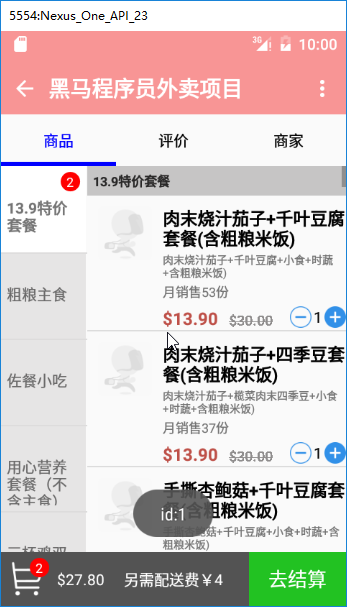 5554:Nexus_One_API_23
3G
10:00
黑马程序员外卖项目
商品
评价
商家
2
13.9特价
套餐
粗粮主食
佐餐小吃
用心营养
套餐（不
含主食）
13.9特价套餐
肉末烧汁茄子+千叶豆腐
套餐(含粗粮米饭)
肉末烧汁茄子+千叶豆腐+小食+时蔬
+含粗粮米饭)
月销售53份
$13.90
$30.00
1
肉末烧汁茄子+四季豆套
餐(含粗粮米饭)
肉末烧汁茄子+榄菜肉末四季豆+小食
+时蔬+含粗粮米饭)
月销售37份
$13.90
$30.00
1
手撕杏鲍菇+千叶豆腐套
餐(含粗粮米饭)
手撕杏鲍菇+千叶豆腐+小食+时蔬+含
粗粮米饭)
id:1
2
$27.80
另需配送费￥4
去结算